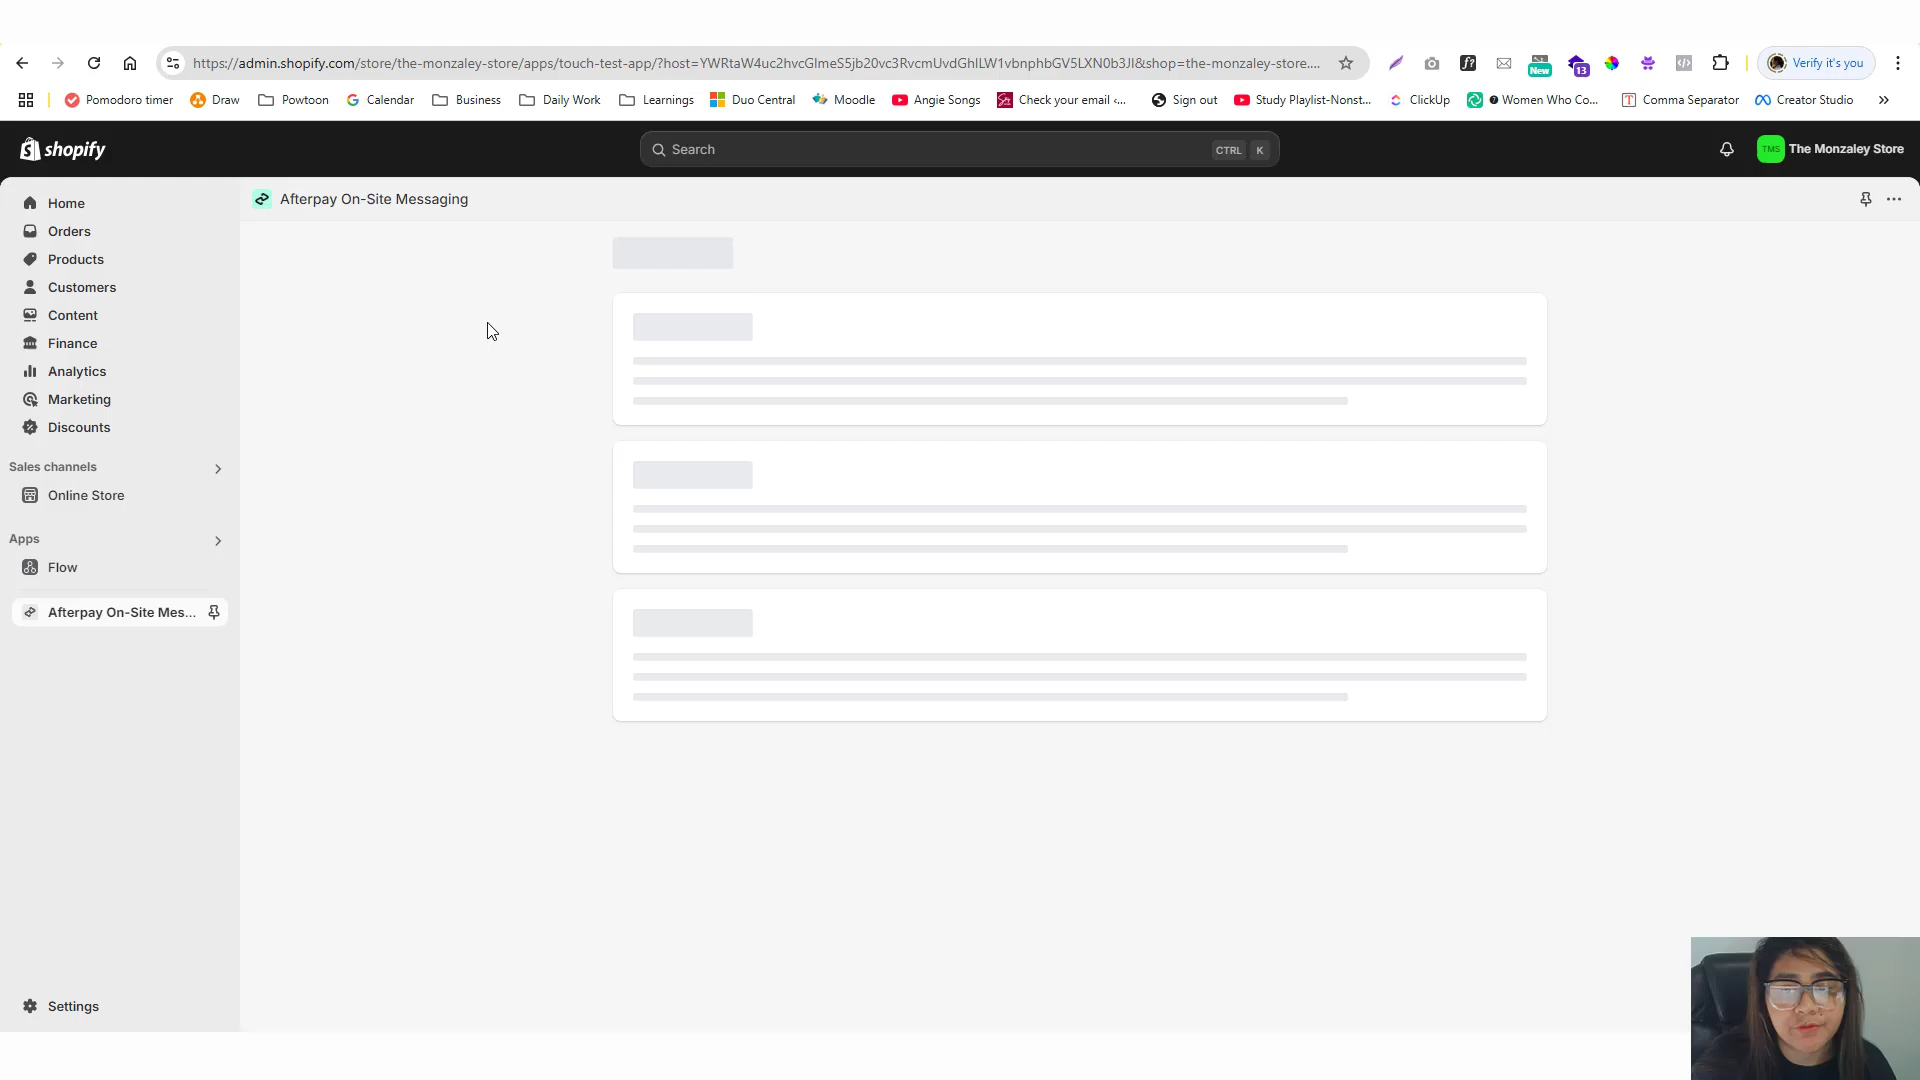 https://admin.shopify.com/store/the-monzaley-store/apps/touch-test-app/?host=YWRtaW4uc2hvcGlmeS5jb20vc3RvcmUvdGhlLW1vbnphbGV5LXN0b3Jl&shop=the-monzaley-store....
New
13
Verify it's you
Pomodoro timer
Draw
Powtoon
Calendar
Business
Daily Work
Learnings
Duo Central
Moodle
Angie Songs
Check your email ‹...
Sign out
Study Playlist-Nonst...
ClickUp
Women Who Co...
Comma Separator
Creator Studio
shopify
Search
CTRL K
TMS
The Monzaley Store
Home
Orders
Products
Customers
Content
Finance
Analytics
Marketing
Discounts
Sales channels
Online Store
Apps
Flow
Afterpay On-Site Mes...
Settings
Afterpay On-Site Messaging